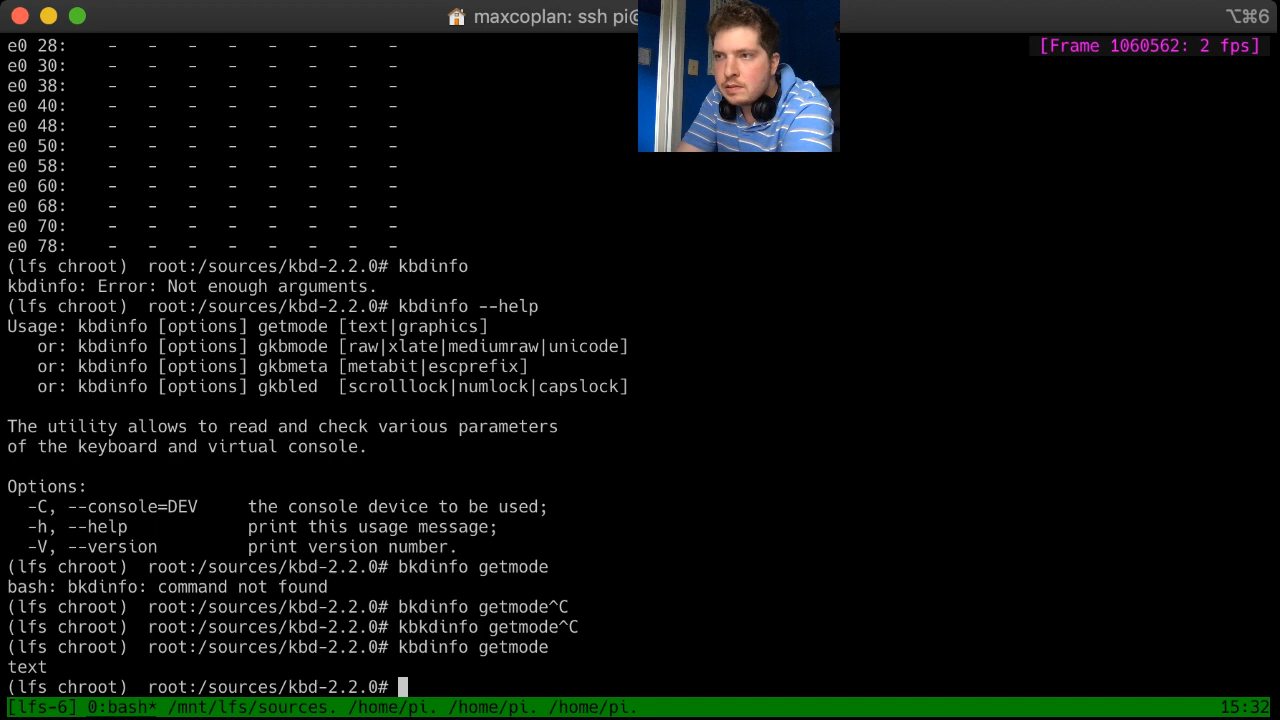 maxcoplan: ssh pi@
⌥⌘6
[Frame 1060562: 2 fps]
e0 28:    -   -   -   -   -   -   -   -
e0 30:    -   -   -   -   -   -   -   -
e0 38:    -   -   -   -   -   -   -   -
e0 40:    -   -   -   -   -   -   -   -
e0 48:    -   -   -   -   -   -   -   -
e0 50:    -   -   -   -   -   -   -   -
e0 58:    -   -   -   -   -   -   -   -
e0 60:    -   -   -   -   -   -   -   -
e0 68:    -   -   -   -   -   -   -   -
e0 70:    -   -   -   -   -   -   -   -
e0 78:    -   -   -   -   -   -   -   -
(lfs chroot)  root:/sources/kbd-2.2.0# kbdinfo
kbdinfo: Error: Not enough arguments.
(lfs chroot)  root:/sources/kbd-2.2.0# kbdinfo --help
Usage: kbdinfo [options] getmode [text|graphics]
   or: kbdinfo [options] gkbmode [raw|xlate|mediumraw|unicode]
   or: kbdinfo [options] gkbmeta [metabit|escprefix]
   or: kbdinfo [options] gkbled  [scrolllock|numlock|capslock]
The utility allows to read and check various parameters
of the keyboard and virtual console.
Options:
  -C, --console=DEV     the console device to be used;
  -h, --help            print this usage message;
  -V, --version         print version number.
(lfs chroot)  root:/sources/kbd-2.2.0# bkdinfo getmode
bash: bkdinfo: command not found
(lfs chroot)  root:/sources/kbd-2.2.0# bkdinfo getmode^C
(lfs chroot)  root:/sources/kbd-2.2.0# kbkdinfo getmode^C
(lfs chroot)  root:/sources/kbd-2.2.0# kbdinfo getmode
text
(lfs chroot)  root:/sources/kbd-2.2.0#
[lfs-6] 0:bash* /mnt/lfs/sources. /home/pi. /home/pi. /home/pi. 15:32